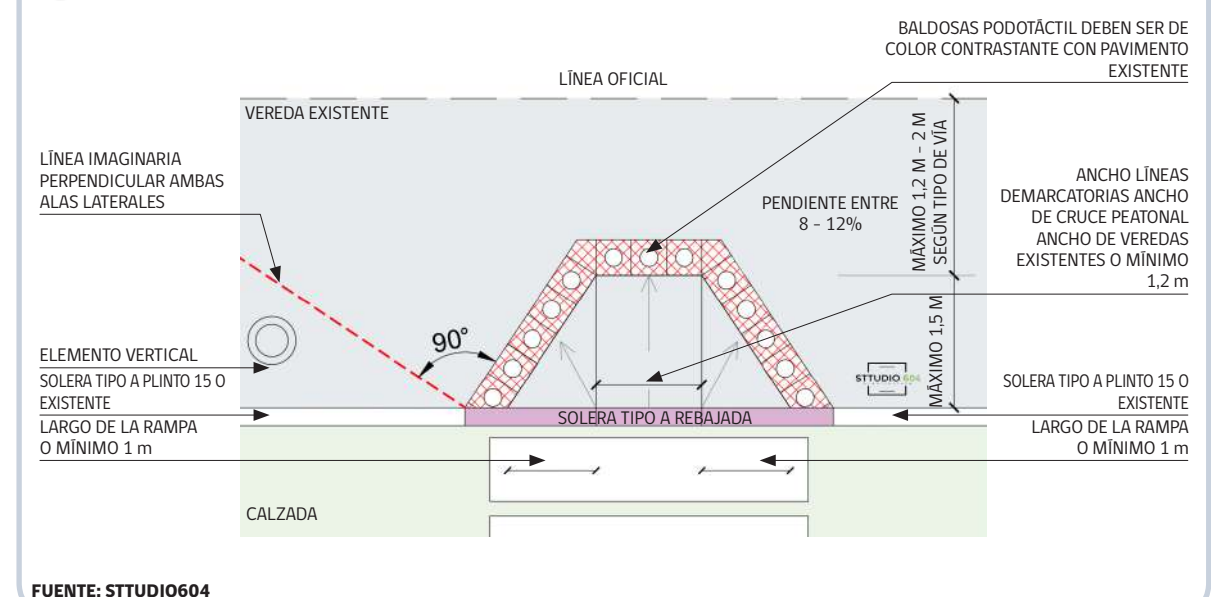 BALDOSAS PODOTÁCTIL DEBEN SER DE
COLOR CONTRASTANTE CON PAVIMENTO
EXISTENTE
LÍNEA OFICIAL
VEREDA EXISTENTE
LÍNEA IMAGINARIA
PERPENDICULAR AMBAS
ALAS LATERALES
PENDIENTE ENTRE
8 - 12%
MÁXIMO 1,2 M - 2 M
SEGÚN TIPO DE VÍA
ANCHO LÍNEAS
DEMARCATORIAS ANCHO
DE CRUCE PEATONAL
ANCHO DE VEREDAS
EXISTENTES O MÍNIMO
1,2 m
90°
MÁXIMO 1,5 M
ELEMENTO VERTICAL
SOLERA TIPO A PLINTO 15 O
EXISTENTE
LARGO DE LA RAMPA
O MÍNIMO 1 m
STTUDIO 604
SOLERA TIPO A PLINTO 15 O
EXISTENTE
LARGO DE LA RAMPA
O MÍNIMO 1 m
SOLERA TIPO A REBAJADA
CALZADA
FUENTE: STTUDIO604